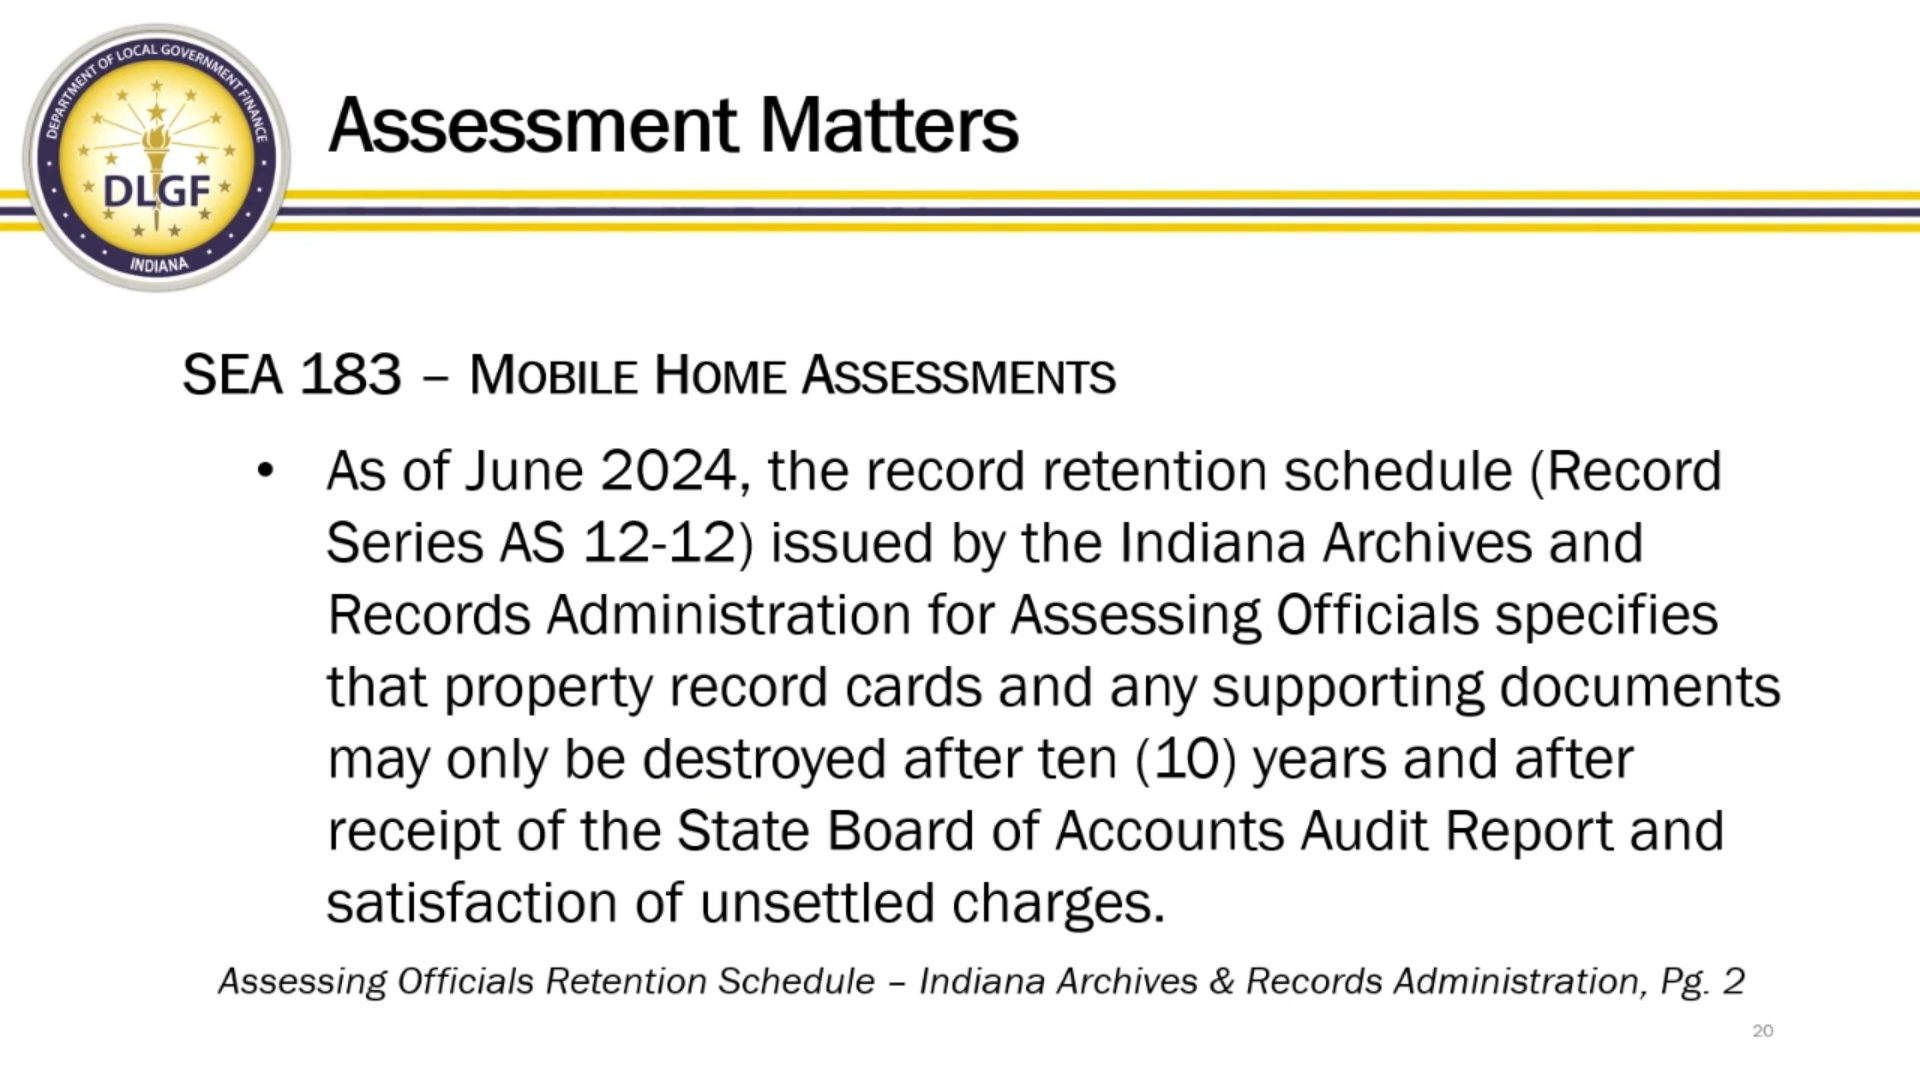 DEPARTMENT OF LOCAL GOVERNMENT FINANCE
DLGF
INDIANA
Assessment Matters
SEA 183 – MOBILE HOME ASSESSMENTS
• As of June 2024, the record retention schedule (Record
Series AS 12-12) issued by the Indiana Archives and
Records Administration for Assessing Officials specifies
that property record cards and any supporting documents
may only be destroyed after ten (10) years and after
receipt of the State Board of Accounts Audit Report and
satisfaction of unsettled charges.
Assessing Officials Retention Schedule – Indiana Archives & Records Administration, Pg. 2
20